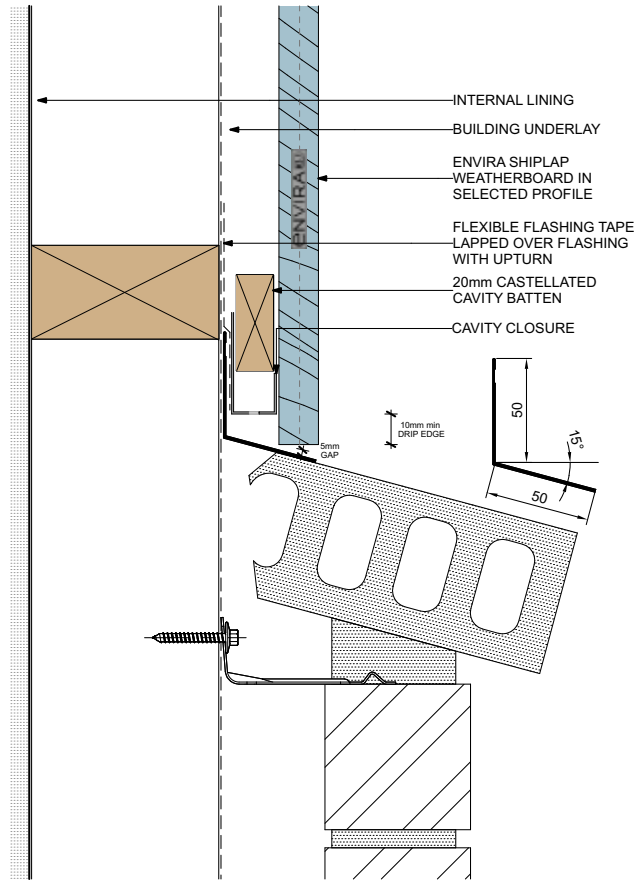 INTERNAL LINING
BUILDING UNDERLAY
ENVIRA SHIPLAP
WEATHERBOARD IN
SELECTED PROFILE
ENVIRA
FLEXIBLE FLASHING TAPE
LAPPED OVER FLASHING
WITH UPTURN
20mm CASTELLATED
CAVITY BATTEN
CAVITY CLOSURE
10mm min
DRIP EDGE
5mm
GAP
50
15°
50